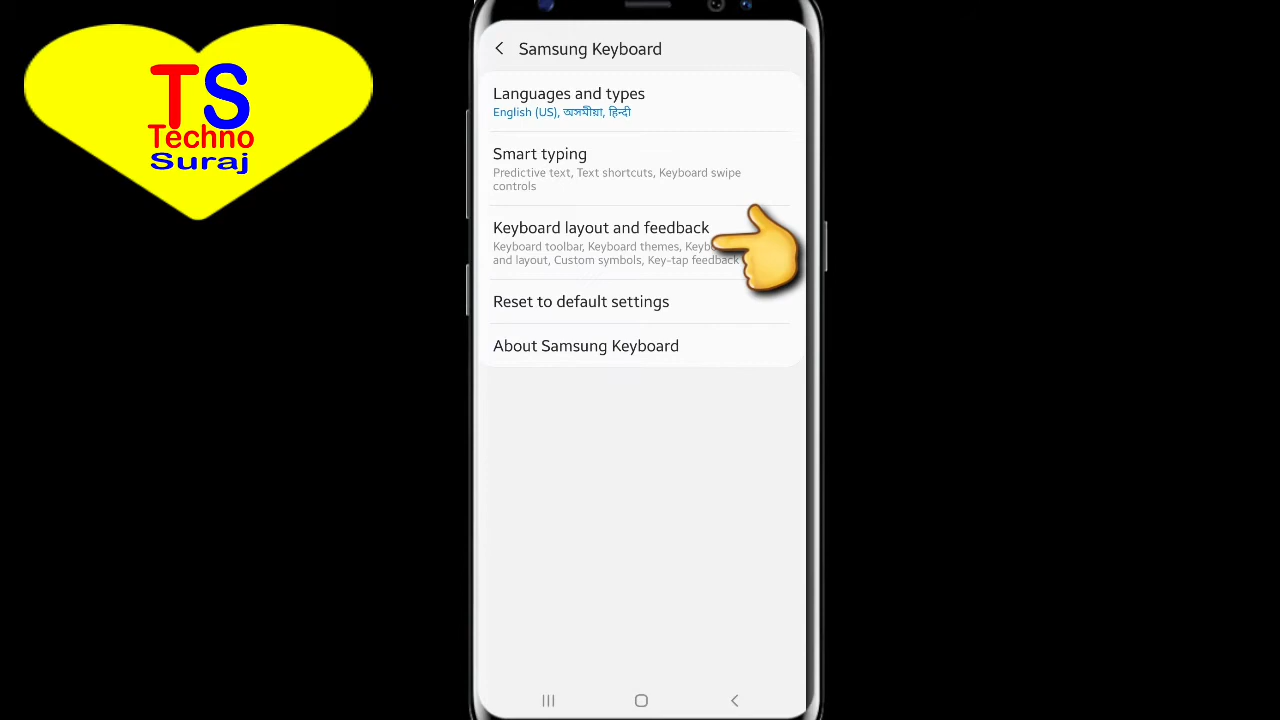 TS
Techno
Suraj
Samsung Keyboard
Languages and types
English (US), অসমীয়া, हिन्दी
Smart typing
Predictive text, Text shortcuts, Keyboard swipe
controls
Keyboard layout and feedback
Keyboard toolbar, Keyboard themes,
and layout, Custom symbols, Key-tap feedback
Reset to default settings
About Samsung Keyboard